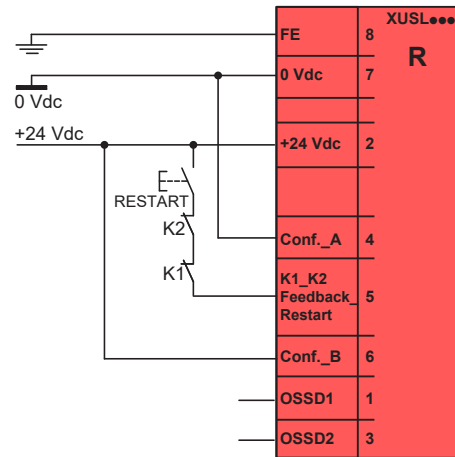 XUSL●●●
FE 8
R
0 Vdc 7
0 Vdc
+24 Vdc
+24 Vdc 2
RESTART
K2
Conf._A 4
K1
K1_K2
Feedback_ 5
Restart
Conf._B 6
OSSD1 1
OSSD2 3